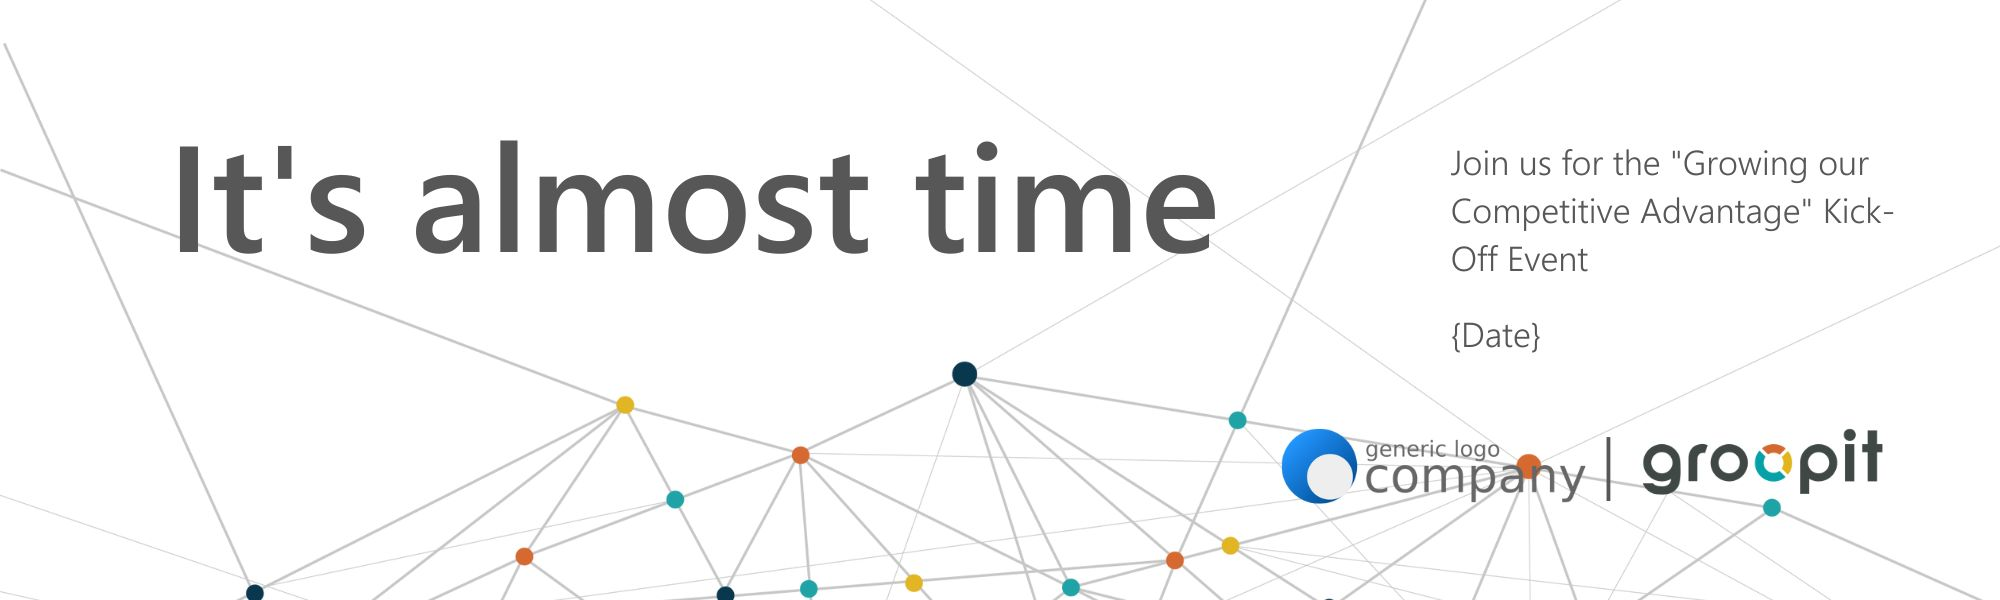 It's almost time
Join us for the "Growing our
Competitive Advantage" Kick-
Off Event
{Date}
generic logo
company
groopit